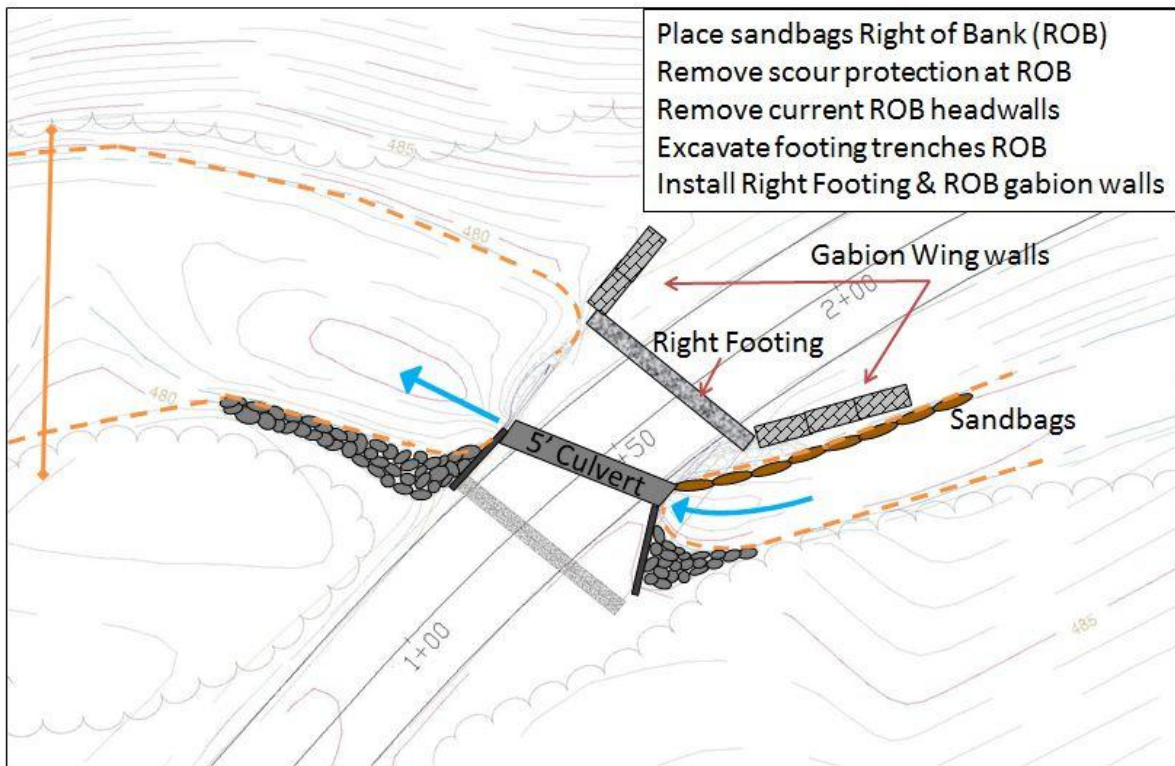 Place sandbags Right of Bank (ROB)
Remove scour protection at ROB
Remove current ROB headwalls
Excavate footing trenches ROB
Install Right Footing & ROB gabion walls
485
480
Gabion Wing walls
2+00
Right Footing
480
Sandbags
5' Culvert
+50
1+00
485